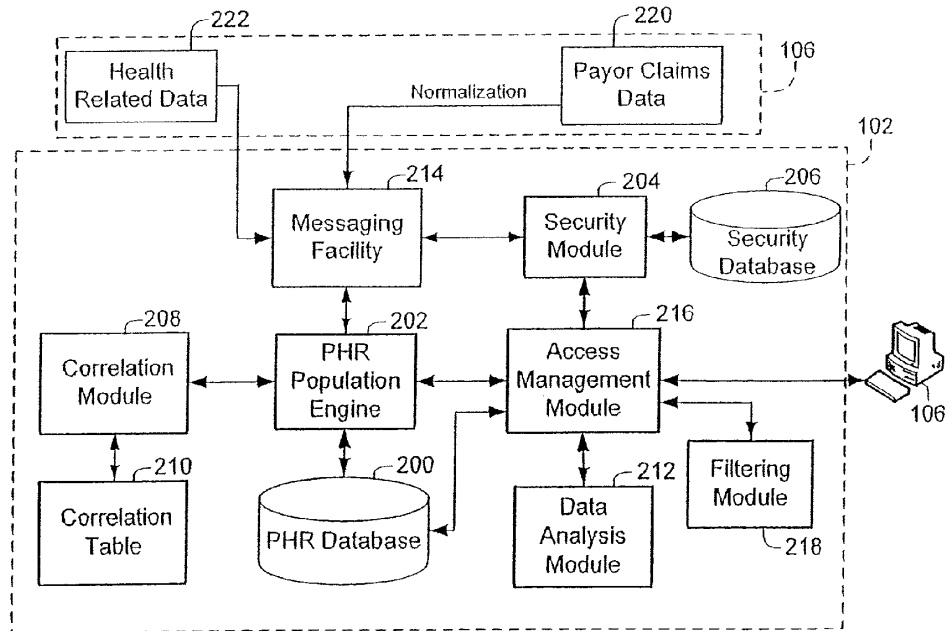 222
220
Health
Related Data
Payor Claims
Data
106
Normalization
102
214
204
206
Messaging
Facility
Security
Module
Security
Database
208
202
216
Correlation
Module
PHR
Population
Engine
Access
Management
Module
106
210
200
212
Correlation
Table
PHR Database
Data
Analysis
Module
Filtering
Module
218